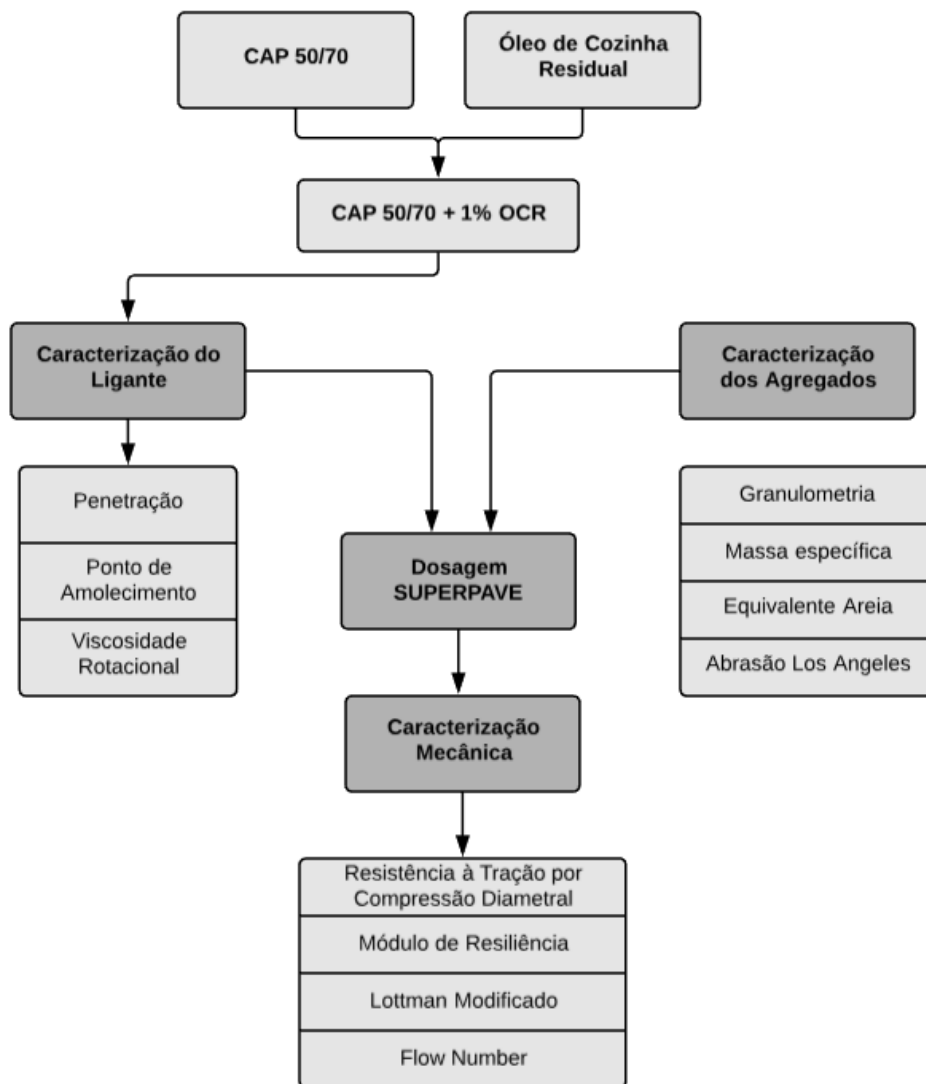 CAP 50/70
Óleo de Cozinha
Residual
CAP 50/70 + 1% OCR
Caracterização do
Ligante
Caracterização
dos Agregados
Penetração
Ponto de
Amolecimento
Viscosidade
Rotacional
Granulometria
Massa específica
Equivalente Areia
Abrasão Los Angeles
Dosagem
SUPERPAVE
Caracterização
Mecânica
Resistência à Tração por
Compressão Diametral
Módulo de Resiliência
Lottman Modificado
Flow Number